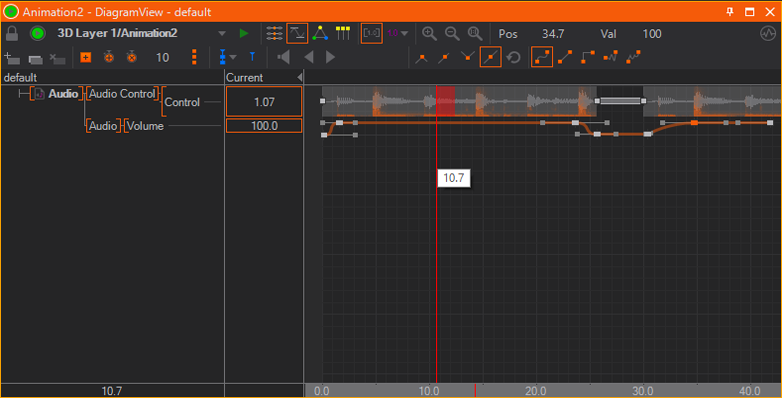 Animation2 - DiagramView - default
3D Layer 1/Animation2 Pos 34.7 Val 100
10
default Current
Audio Audio Control Control 1.07
Audio Volume 100.0
10.7
10.7 0.0 10.0 20.0 30.0 40.0